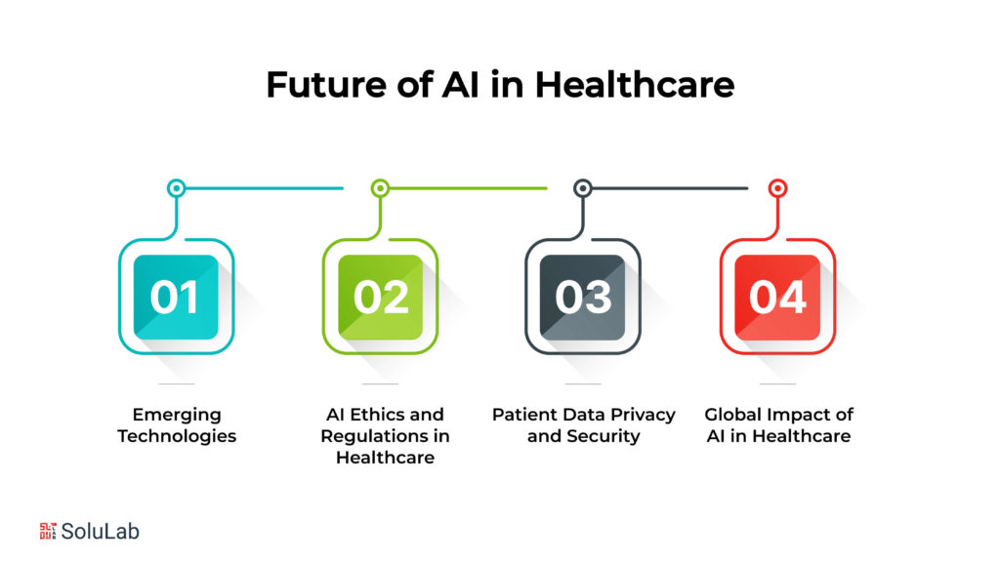 Future of AI in Healthcare
01
02
03
04
Emerging
Technologies
AI Ethics and
Regulations in
Healthcare
Patient Data Privacy
and Security
Global Impact of
AI in Healthcare
SoluLab